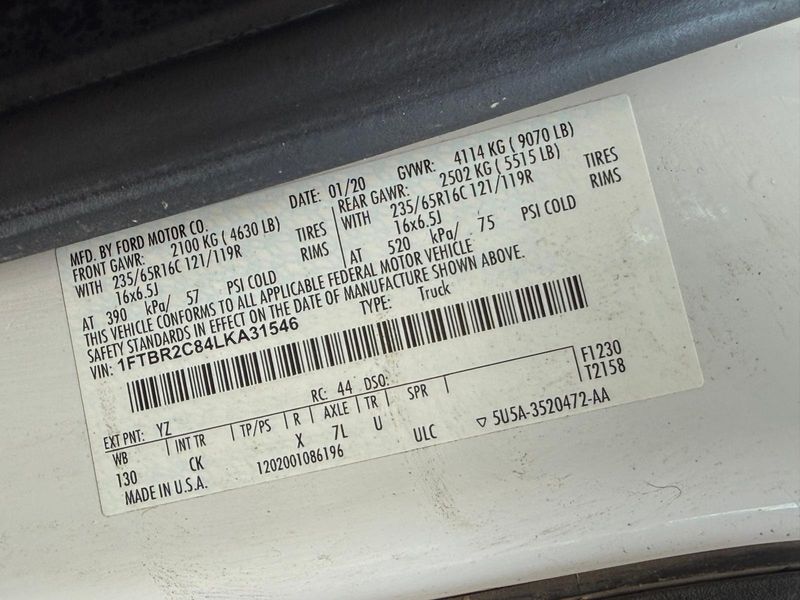 MFD. BY FORD MOTOR CO. DATE: 01/20 GVWR: 4114 KG ( 9070 LB)
FRONT GAWR: 2100 KG ( 4630 LB) REAR GAWR: 2502 KG ( 5515 LB)
WITH 235/65R16C 121/119R TIRES WITH 235/65R16C 121/119R TIRES
16x6.5J RIMS 16x6.5J RIMS
AT 390 kPa/ 57 PSI COLD AT 520 kPa/ 75 PSI COLD
THIS VEHICLE CONFORMS TO ALL APPLICABLE FEDERAL MOTOR VEHICLE
SAFETY STANDARDS IN EFFECT ON THE DATE OF MANUFACTURE SHOWN ABOVE.
VIN: 1FTBR2C84LKA31546 TYPE: Truck
EXT PNT: YZ RC: 44 DSO: F1230
WB INT TR TP/PS R AXLE TR SPR T2158
130 CK X 7L U ULC ▽ 5U5A-3520472-AA
MADE IN U.S.A. 1202001086196